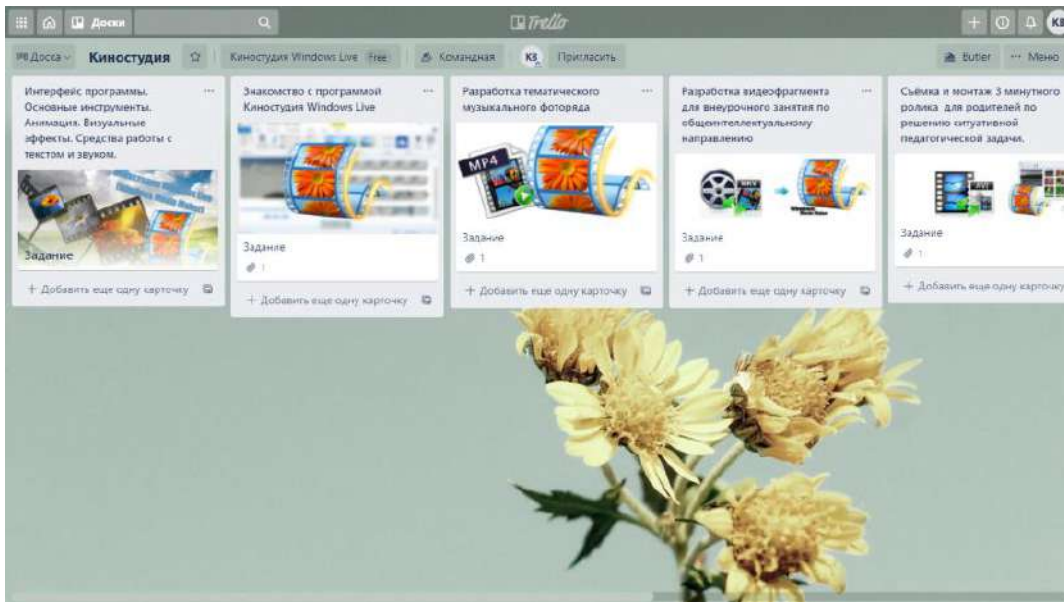 Доски
Trello
КВ
Доска
Киностудия
Киностудия Windows Live Free
Командная
КВ
Пригласить
Butler
Меню
Интерфейс программы.
Основные инструменты.
Анимация. Визуальные
эффекты. Средства работы с
текстом и звуком.
Задание
+ Добавить еще одну карточку
Знакомство с программой
Киностудия Windows Live
Задание
1
+ Добавить еще одну карточку
Разработка тематического
музыкального фоторяда
MP4
Задание
1
+ Добавить еще одну карточку
Разработка видеофрагмента
для внеурочного занятия по
общеинтеллектуальному
направлению
Задание
1
+ Добавить еще одну карточку
Съёмка и монтаж 3 минутного
ролика для родителей по
решению ситуативной
педагогической задачи.
Задание
1
+ Добавить еще одну карточку